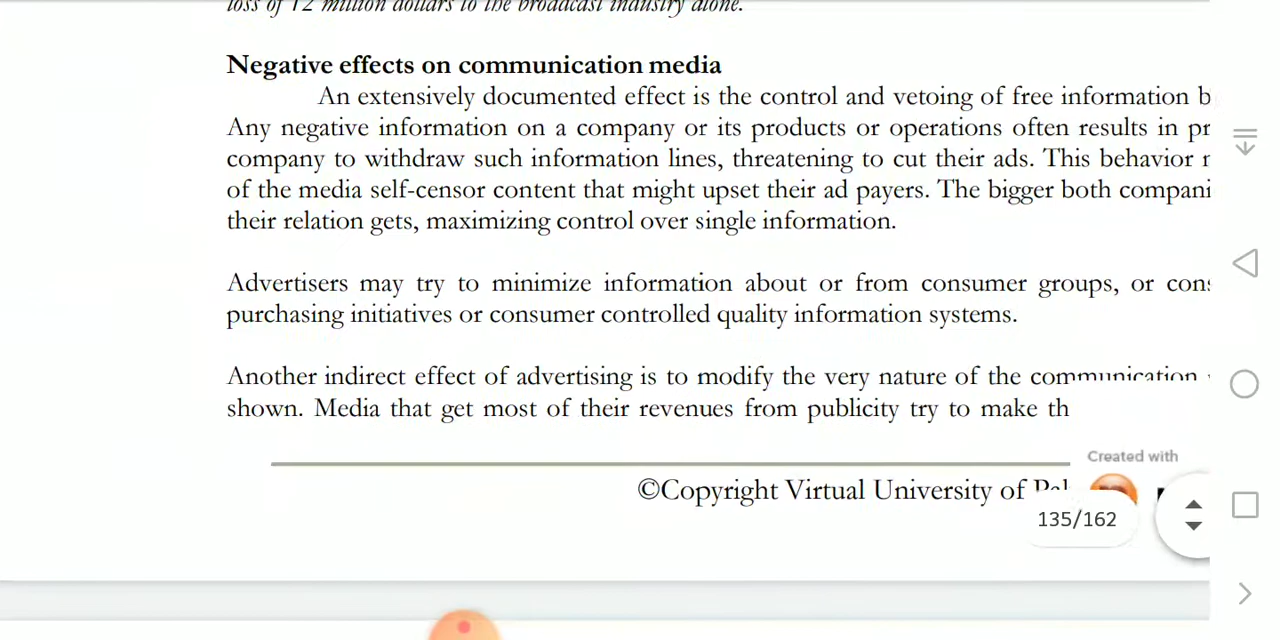 loss of 12 million dollars to the broadcast industry alone.
Negative effects on communication media
An extensively documented effect is the control and vetoing of free information b
Any negative information on a company or its products or operations often results in pr
company to withdraw such information lines, threatening to cut their ads. This behavior r
of the media self-censor content that might upset their ad payers. The bigger both compani
their relation gets, maximizing control over single information.
Advertisers may try to minimize information about or from consumer groups, or cons
purchasing initiatives or consumer controlled quality information systems.
Another indirect effect of advertising is to modify the very nature of the communication
shown. Media that get most of their revenues from publicity try to make th
Created with
©Copyright Virtual University of
135/162